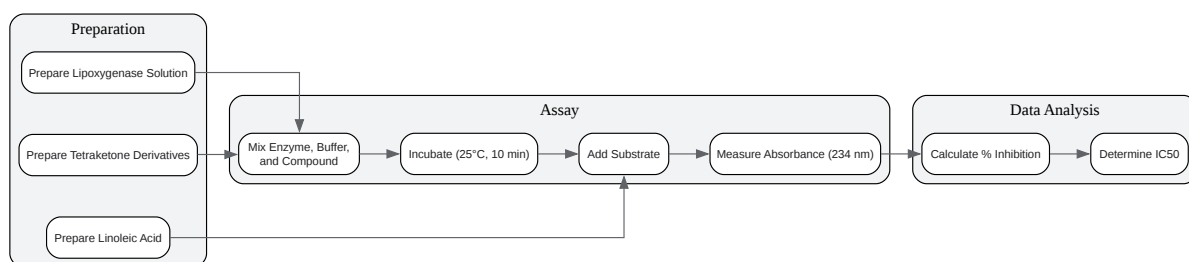 Preparation
Prepare Lipoxygenase Solution
Prepare Tetraketone Derivatives
Prepare Linoleic Acid
Assay
Mix Enzyme, Buffer,
and Compound
Incubate (25°C, 10 min)
Add Substrate
Measure Absorbance (234 nm)
Data Analysis
Calculate % Inhibition
Determine IC50